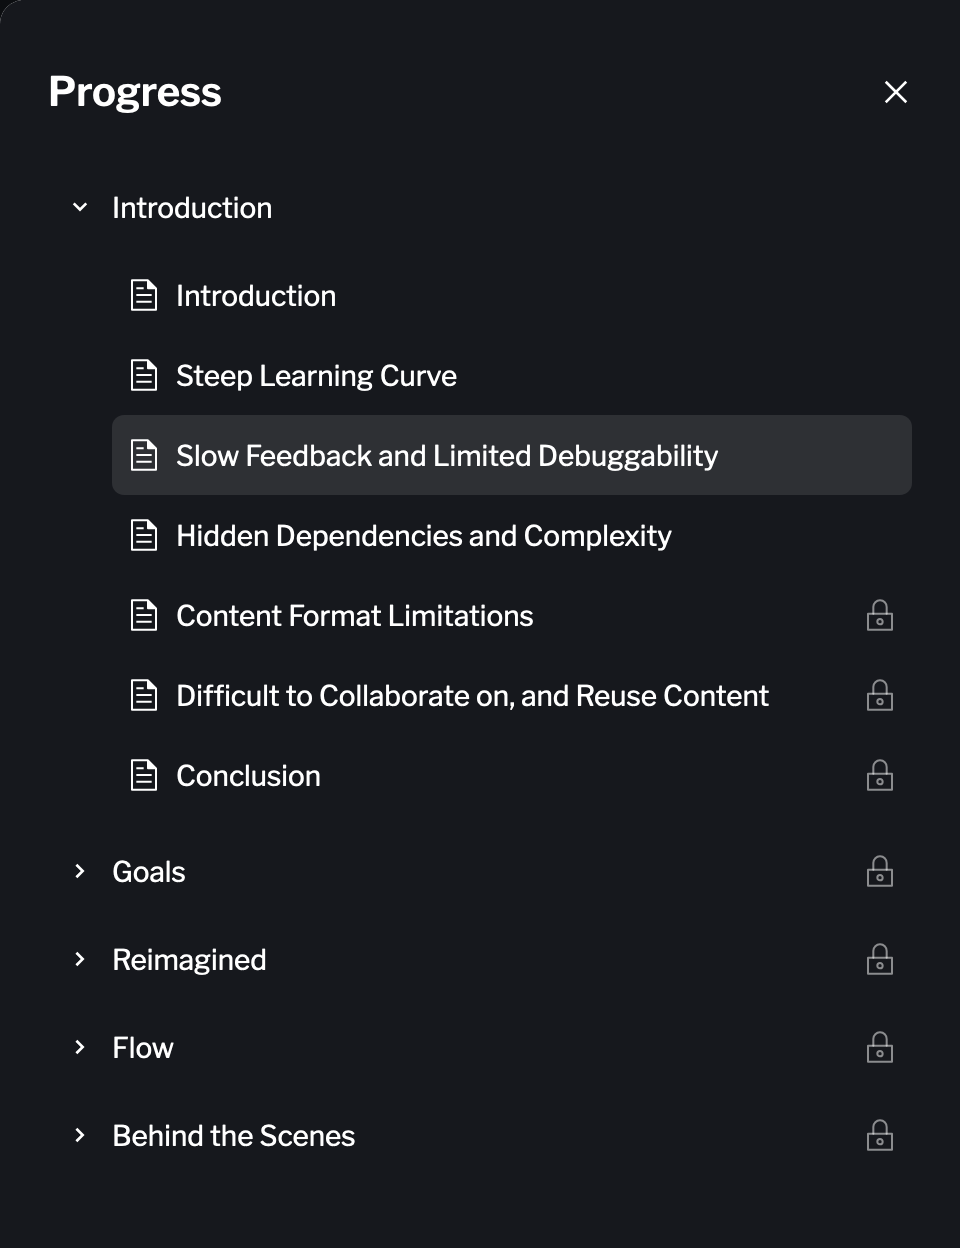 Progress
Introduction
Introduction
Steep Learning Curve
Slow Feedback and Limited Debuggability
Hidden Dependencies and Complexity
Content Format Limitations
Difficult to Collaborate on, and Reuse Content
Conclusion
Goals
Reimagined
Flow
Behind the Scenes